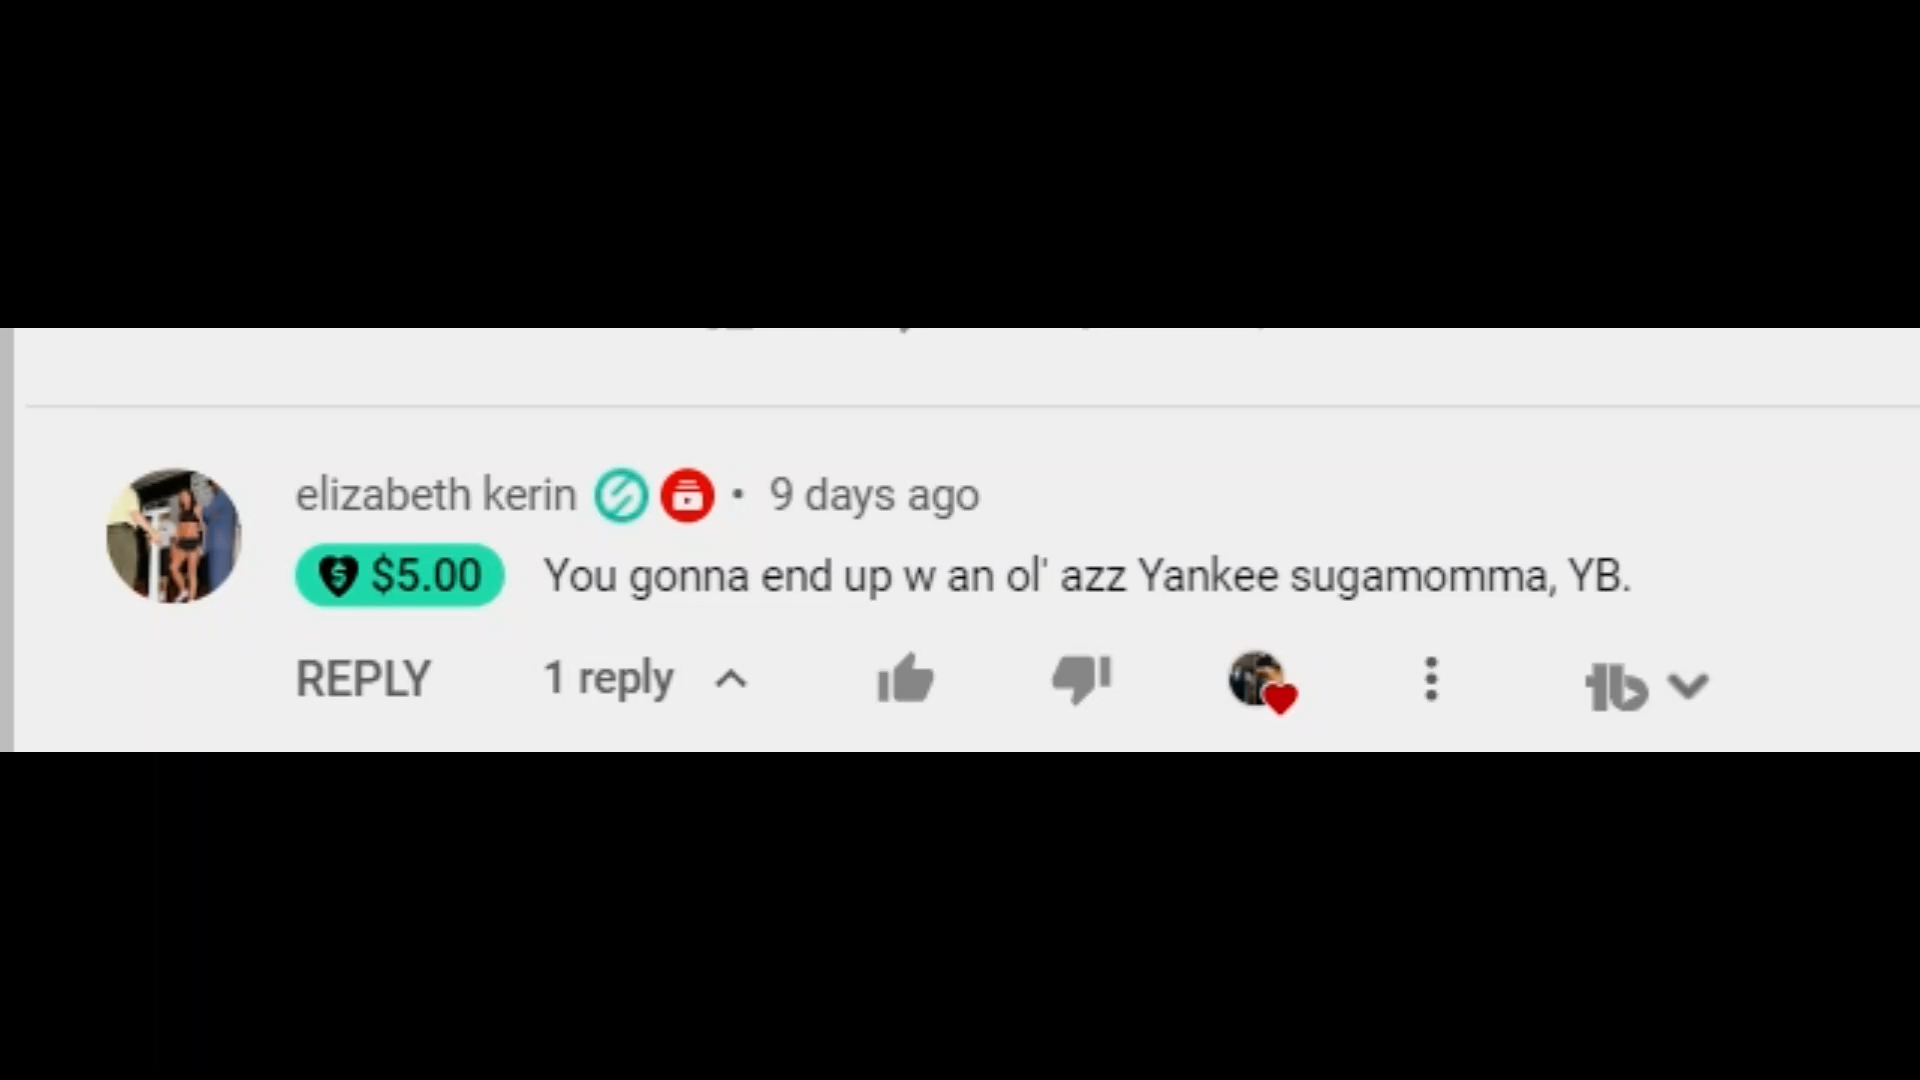 elizabeth kerin • 9 days ago
$5.00 You gonna end up w an ol' azz Yankee sugamomma, YB.
REPLY 1 reply